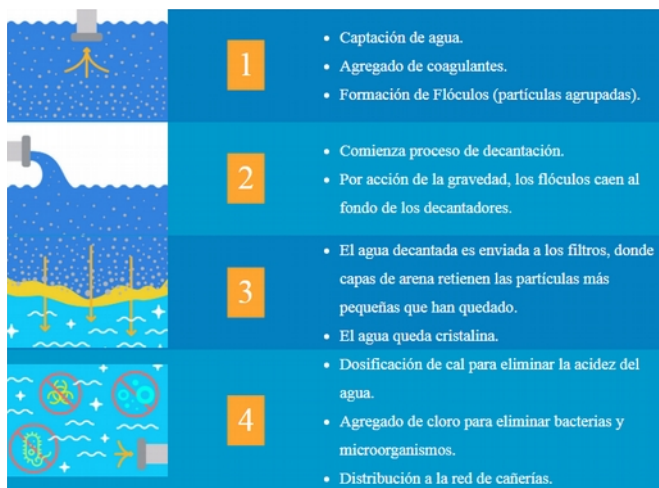 1
• Captación de agua.
• Agregado de coagulantes.
• Formación de Flóculos (partículas agrupadas).
2
• Comienza proceso de decantación.
• Por acción de la gravedad, los flóculos caen al
fondo de los decantadores.
3
• El agua decantada es enviada a los filtros, donde
capas de arena retienen las partículas más
pequeñas que han quedado.
• El agua queda cristalina.
4
• Dosificación de cal para eliminar la acidez del
agua.
• Agregado de cloro para eliminar bacterias y
microorganismos.
• Distribución a la red de cañerías.